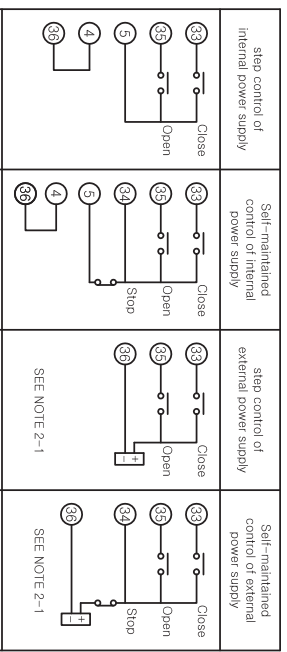 step control of
internal power supply
33
Close
35
Open
5
4
36
Self-maintained
control of internal
power supply
33
Close
35
Open
34
Stop
5
4
36
step control of
external power supply
33
Close
35
Open
36
+
-
SEE NOTE 2-1
Self-maintained
control of external
power supply
33
Close
35
Open
34
Stop
SEE NOTE 2-1
36
+
-